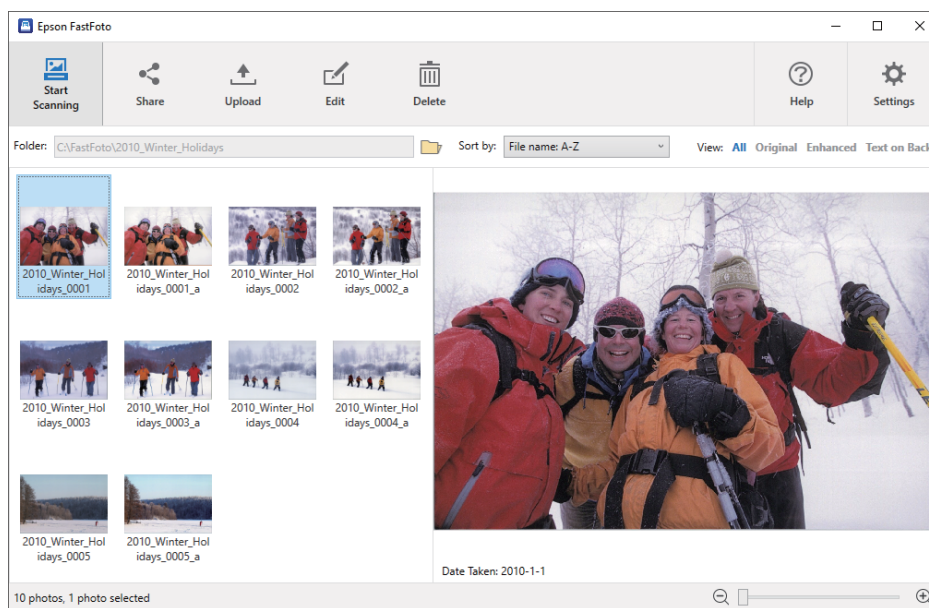 Epson FastFoto
Start
Scanning
Share
Upload
Edit
Delete
Help
Settings
Folder: C:\FastFoto\2010_Winter_Holidays
Sort by: File name: A-Z
View: All Original Enhanced Text on Back
2010_Winter_Hol
idays_0001
2010_Winter_Hol
idays_0001_a
2010_Winter_Hol
idays_0002
2010_Winter_Hol
idays_0002_a
2010_Winter_Hol
idays_0003
2010_Winter_Hol
idays_0003_a
2010_Winter_Hol
idays_0004
2010_Winter_Hol
idays_0004_a
2010_Winter_Hol
idays_0005
2010_Winter_Hol
idays_0005_a
Date Taken: 2010-1-1
10 photos, 1 photo selected